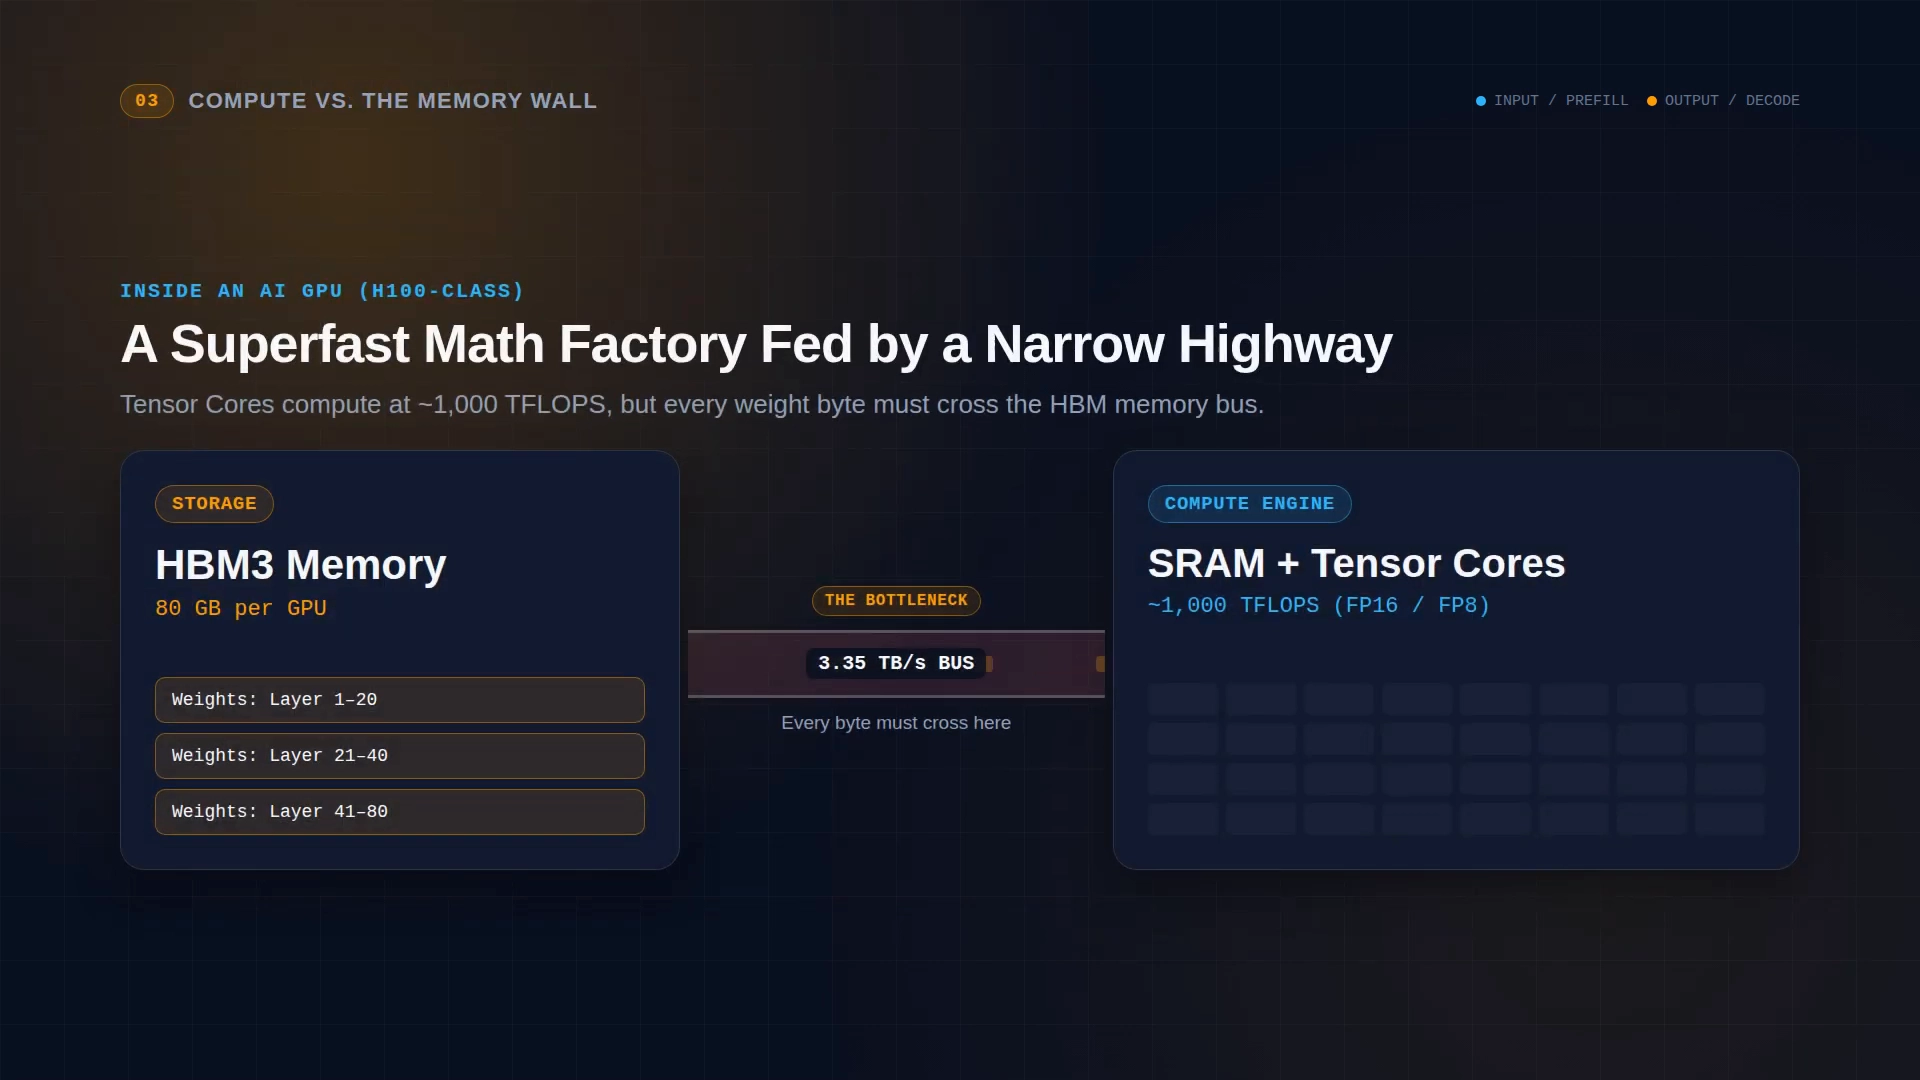 03 COMPUTE VS. THE MEMORY WALL
INPUT / PREFILL OUTPUT / DECODE
INSIDE AN AI GPU (H100-CLASS)
A Superfast Math Factory Fed by a Narrow Highway
Tensor Cores compute at ~1,000 TFLOPS, but every weight byte must cross the HBM memory bus.
STORAGE
HBM3 Memory
80 GB per GPU
Weights: Layer 1–20
Weights: Layer 21–40
Weights: Layer 41–80
THE BOTTLENECK
3.35 TB/s BUS
Every byte must cross here
COMPUTE ENGINE
SRAM + Tensor Cores
~1,000 TFLOPS (FP16 / FP8)